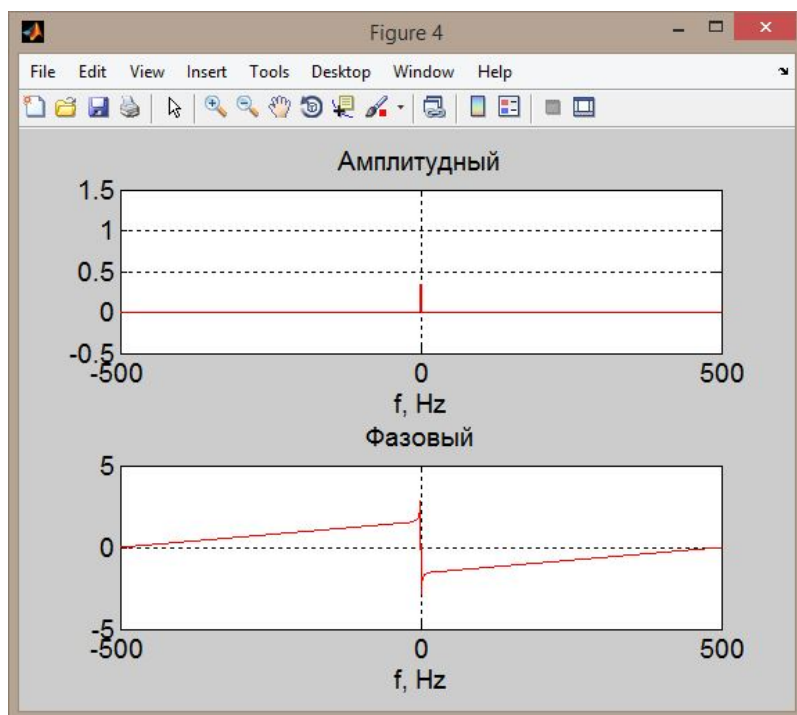 Figure 4
File Edit View Insert Tools Desktop Window Help
Амплитудный
1.5
1
0.5
0
-0.5
-500 0 500
f, Hz
Фазовый
5
0
-5
-500 0 500
f, Hz